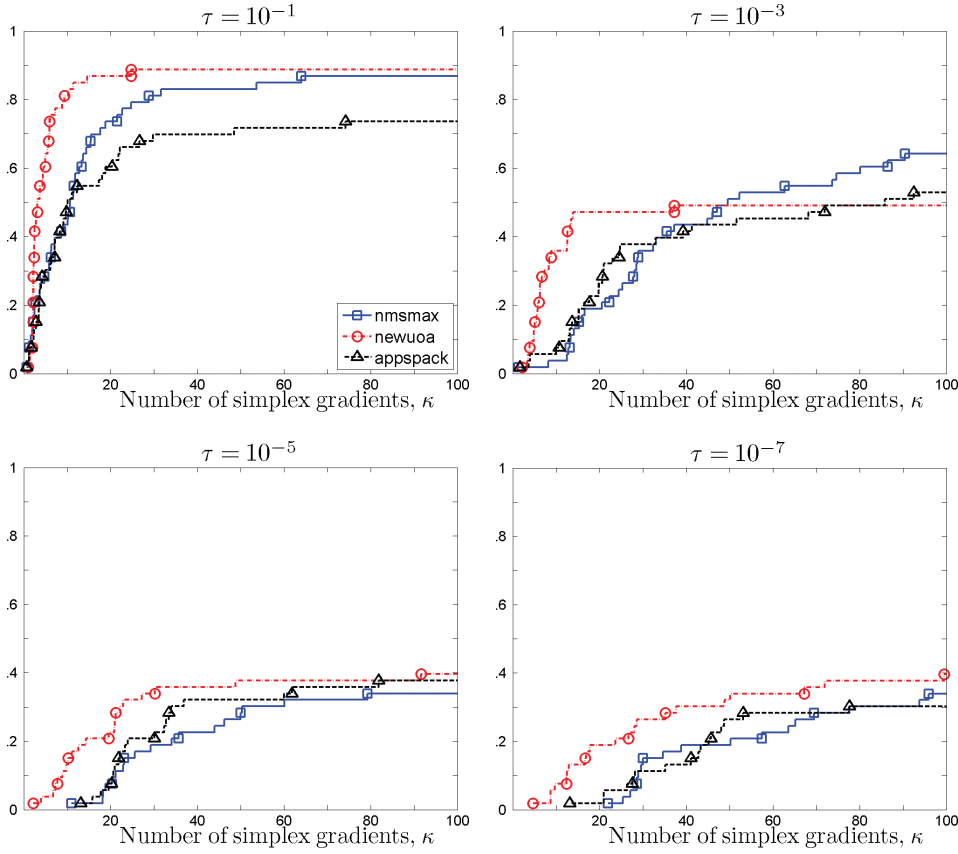 τ = 10⁻¹
1
.8
.6
.4
.2
0
20 40 60 80 100
Number of simplex gradients, κ
nmsmax
newuoa
appspack
τ = 10⁻³
1
.8
.6
.4
.2
0
20 40 60 80 100
Number of simplex gradients, κ
τ = 10⁻⁵
1
.8
.6
.4
.2
0
20 40 60 80 100
Number of simplex gradients, κ
τ = 10⁻⁷
1
.8
.6
.4
.2
0
20 40 60 80 100
Number of simplex gradients, κ